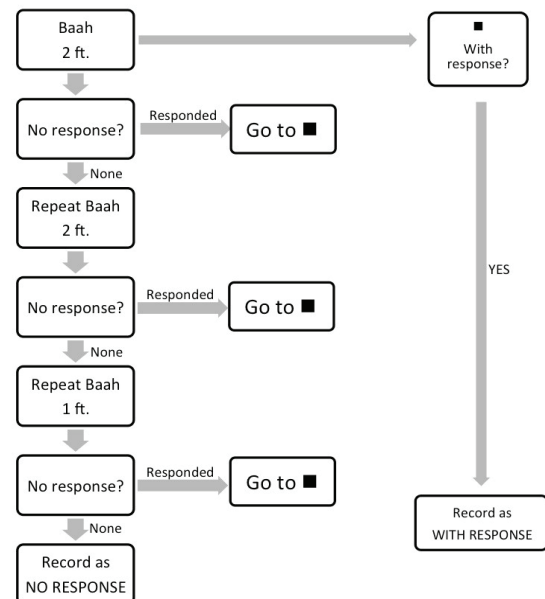 Baah
2 ft.
■
With
response?
No response?
Responded
Go to ■
None
Repeat Baah
2 ft.
No response?
Responded
Go to ■
YES
None
Repeat Baah
1 ft.
No response?
Responded
Go to ■
None
Record as
WITH RESPONSE
Record as
NO RESPONSE